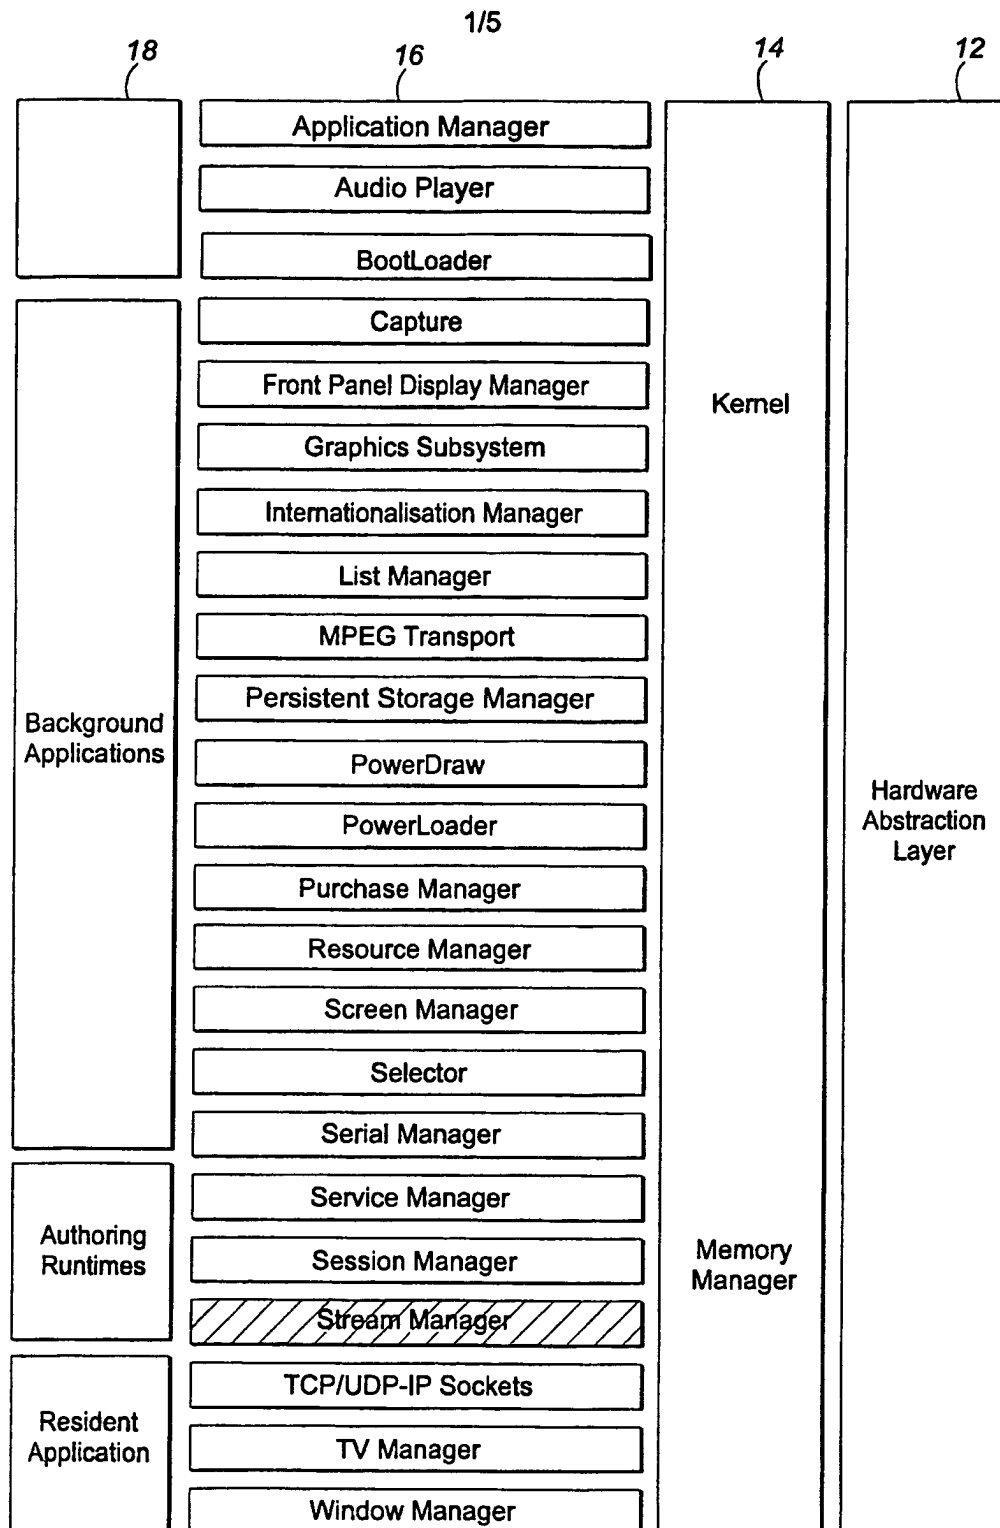 1/5
18
16
14
12
Application Manager
Audio Player
BootLoader
Capture
Front Panel Display Manager
Graphics Subsystem
Internationalisation Manager
List Manager
MPEG Transport
Persistent Storage Manager
PowerDraw
PowerLoader
Purchase Manager
Resource Manager
Screen Manager
Selector
Serial Manager
Service Manager
Session Manager
Stream Manager
TCP/UDP-IP Sockets
TV Manager
Window Manager
Background
Applications
Authoring
Runtimes
Resident
Application
Kernel
Memory
Manager
Hardware
Abstraction
Layer